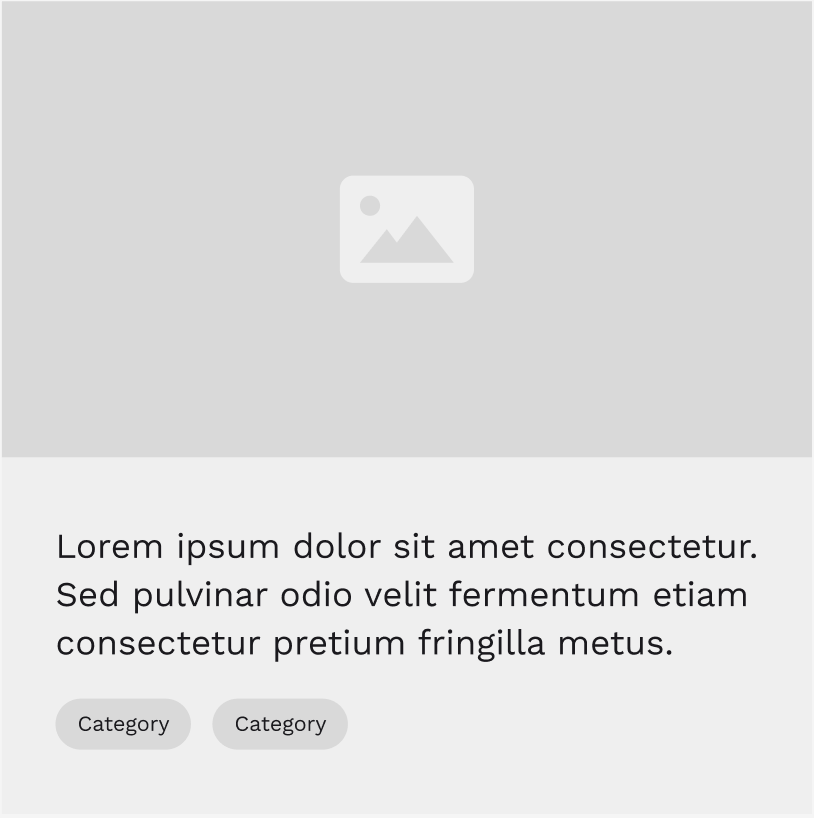 Lorem ipsum dolor sit amet consectetur.
Sed pulvinar odio velit fermentum etiam
consectetur pretium fringilla metus.
Category Category